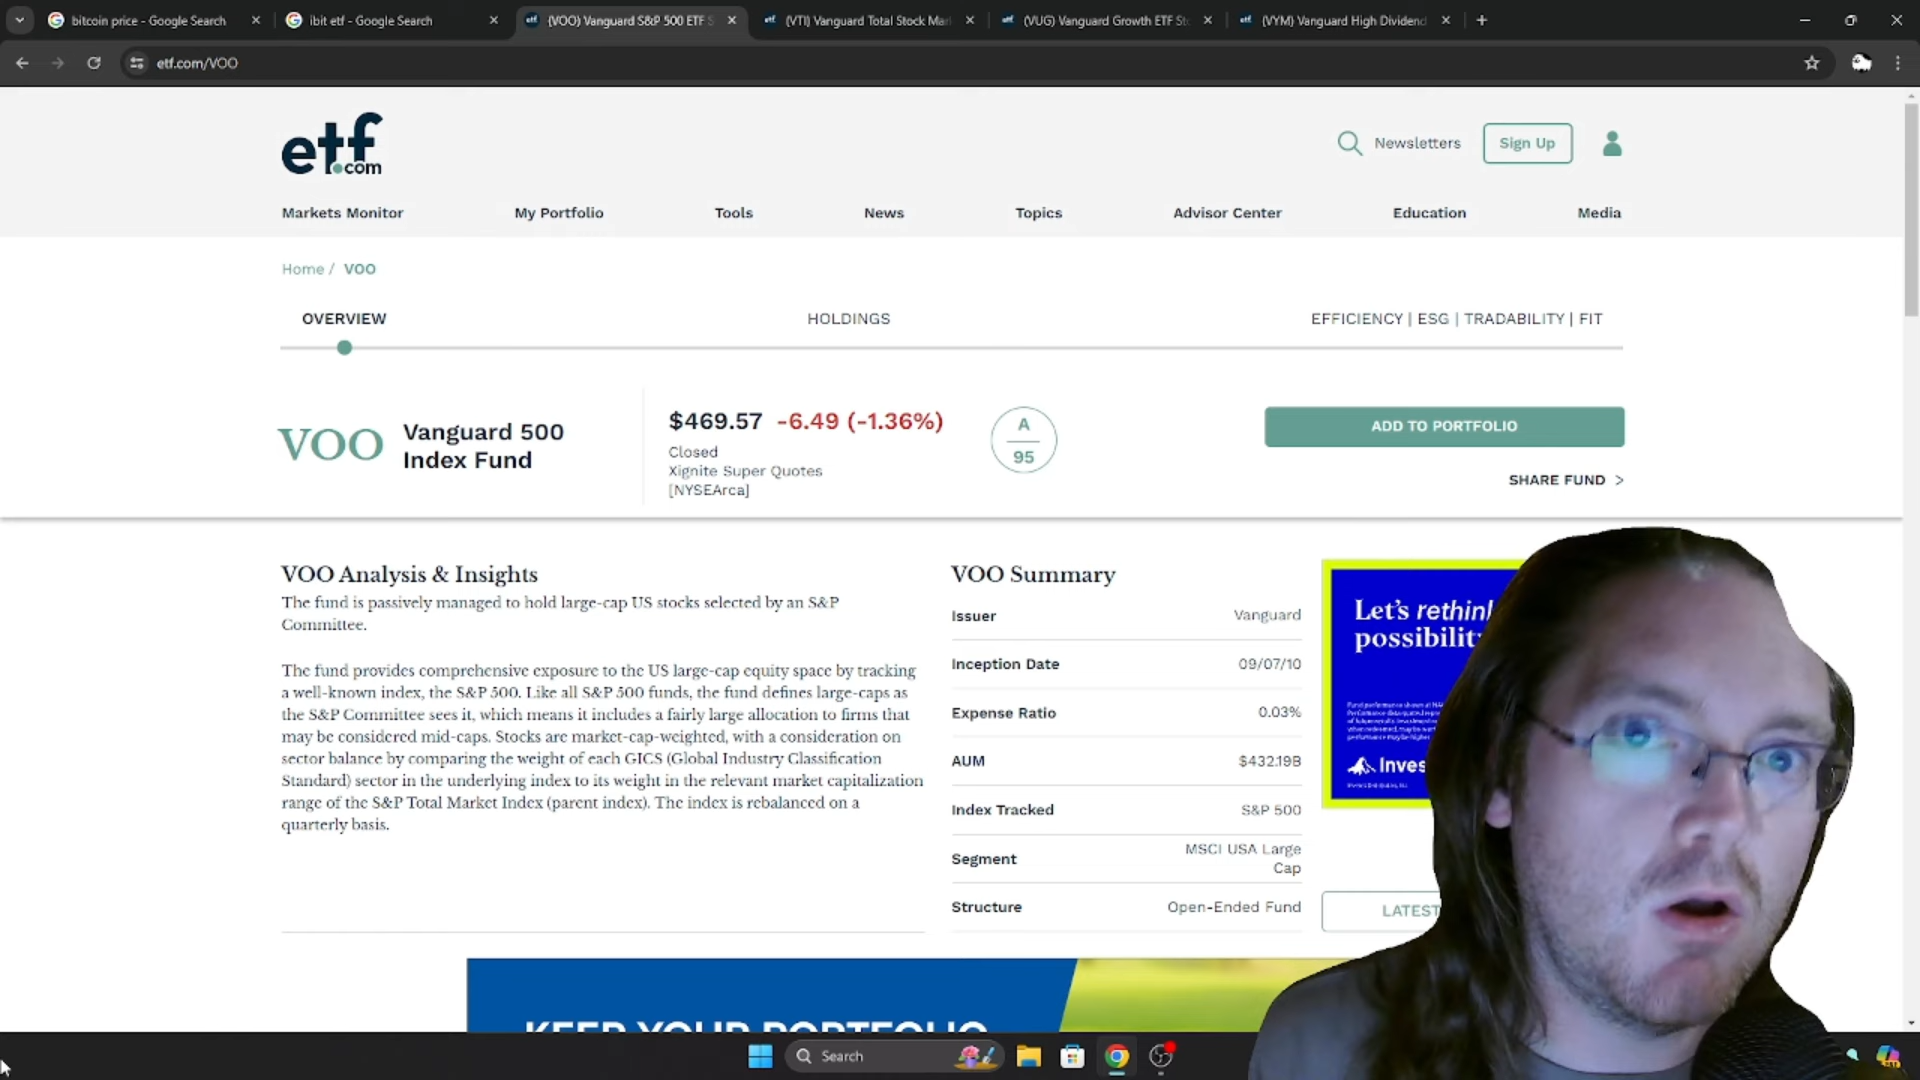 bitcoin price - Google Search
ibit etf - Google Search
(VOO) Vanguard S&P 500 ETF S
(VTI) Vanguard Total Stock Mar
(VUG) Vanguard Growth ETF St
(VYM) Vanguard High Dividend
etf.com/VOO
etf.com
Newsletters
Sign Up
Markets Monitor
My Portfolio
Tools
News
Topics
Advisor Center
Education
Media
Home / VOO
OVERVIEW
HOLDINGS
EFFICIENCY | ESG | TRADABILITY | FIT
VOO
Vanguard 500
Index Fund
$469.57 -6.49 (-1.36%)
Closed
Xignite Super Quotes
[NYSEArca]
A
95
ADD TO PORTFOLIO
SHARE FUND >
VOO Analysis & Insights
The fund is passively managed to hold large-cap US stocks selected by an S&P
Committee.
The fund provides comprehensive exposure to the US large-cap equity space by tracking
a well-known index, the S&P 500. Like all S&P 500 funds, the fund defines large-caps as
the S&P Committee sees it, which means it includes a fairly large allocation to firms that
may be considered mid-caps. Stocks are market-cap-weighted, with a consideration on
sector balance by comparing the weight of each GICS (Global Industry Classification
Standard) sector in the underlying index to its weight in the relevant market capitalization
range of the S&P Total Market Index (parent index). The index is rebalanced on a
quarterly basis.
VOO Summary
Issuer Vanguard
Inception Date 09/07/10
Expense Ratio 0.03%
AUM $432.19B
Index Tracked S&P 500
Segment MSCI USA Large
Cap
Structure Open-Ended Fund
Let's rethink
possibility
Inves
LATEST
KEEP YOUR PORTFOLIO
Search